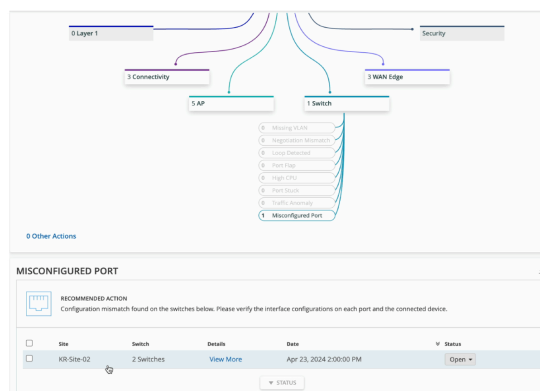 0 Layer 1
Security
3 Connectivity
3 WAN Edge
5 AP
1 Switch
0 Missing VLAN
0 Negotiation Mismatch
0 Loop Detected
0 Port Flap
0 High CPU
0 Port Stuck
0 Traffic Anomaly
1 Misconfigured Port
0 Other Actions
MISCONFIGURED PORT
RECOMMENDED ACTION
Configuration mismatch found on the switches below. Please verify the interface configurations on each port and the connected device.
Site Switch Details Date Status
KR-Site-02 2 Switches View More Apr 23, 2024 2:00:00 PM Open
STATUS